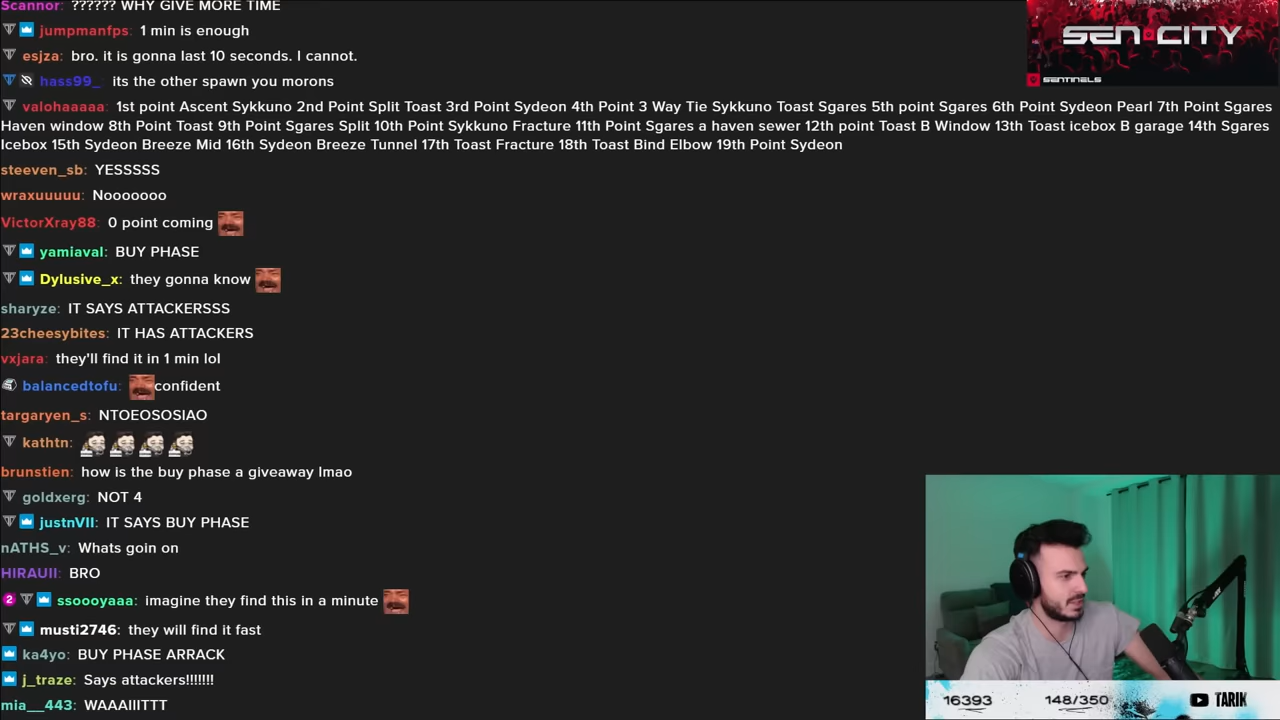 Scannor: ?????? WHY GIVE MORE TIME
jumpmanfps: 1 min is enough
esjza: bro. it is gonna last 10 seconds. I cannot.
hass99_: its the other spawn you morons
valohaaaaa: 1st point Ascent Sykkuno 2nd Point Split Toast 3rd Point Sydeon 4th Point 3 Way Tie Sykkuno Toast Sgares 5th point Sgares 6th Point Sydeon Pearl 7th Point Sgares
Haven window 8th Point Toast 9th Point Sgares Split 10th Point Sykkuno Fracture 11th Point Sgares a haven sewer 12th point Toast B Window 13th Toast icebox B garage 14th Sgares
Icebox 15th Sydeon Breeze Mid 16th Sydeon Breeze Tunnel 17th Toast Fracture 18th Toast Bind Elbow 19th Point Sydeon
steeven_sb: YESSSSS
wraxuuuuu: Nooooooo
VictorXray88: 0 point coming
yamiaval: BUY PHASE
Dylusive_x: they gonna know
sharyze: IT SAYS ATTACKERSSS
23cheesybites: IT HAS ATTACKERS
vxjara: they'll find it in 1 min lol
balancedtofu: confident
targaryen_s: NTOEOSOSIAO
kathtn:
brunstien: how is the buy phase a giveaway lmao
goldxerg: NOT 4
justnVII: IT SAYS BUY PHASE
nATHS_v: Whats goin on
HIRAUII: BRO
2 ssoooyaaa: imagine they find this in a minute
musti2746: they will find it fast
ka4yo: BUY PHASE ARRACK
j_traze: Says attackers!!!!!!!
mia__443: WAAAIIITTT
SEN CITY
SENTINELS
16393 148/350 TARIK